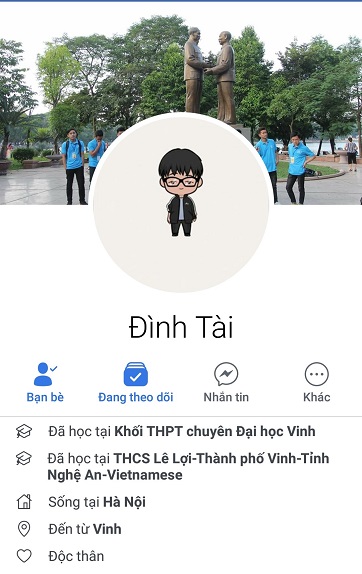 Đình Tài
Bạn bè
Đang theo dõi
Nhắn tin
Khác
Đã học tại Khối THPT chuyên Đại học Vinh
Đã học tại THCS Lê Lợi-Thành phố Vinh-Tỉnh
Nghệ An-Vietnamese
Sống tại Hà Nội
Đến từ Vinh
Độc thân